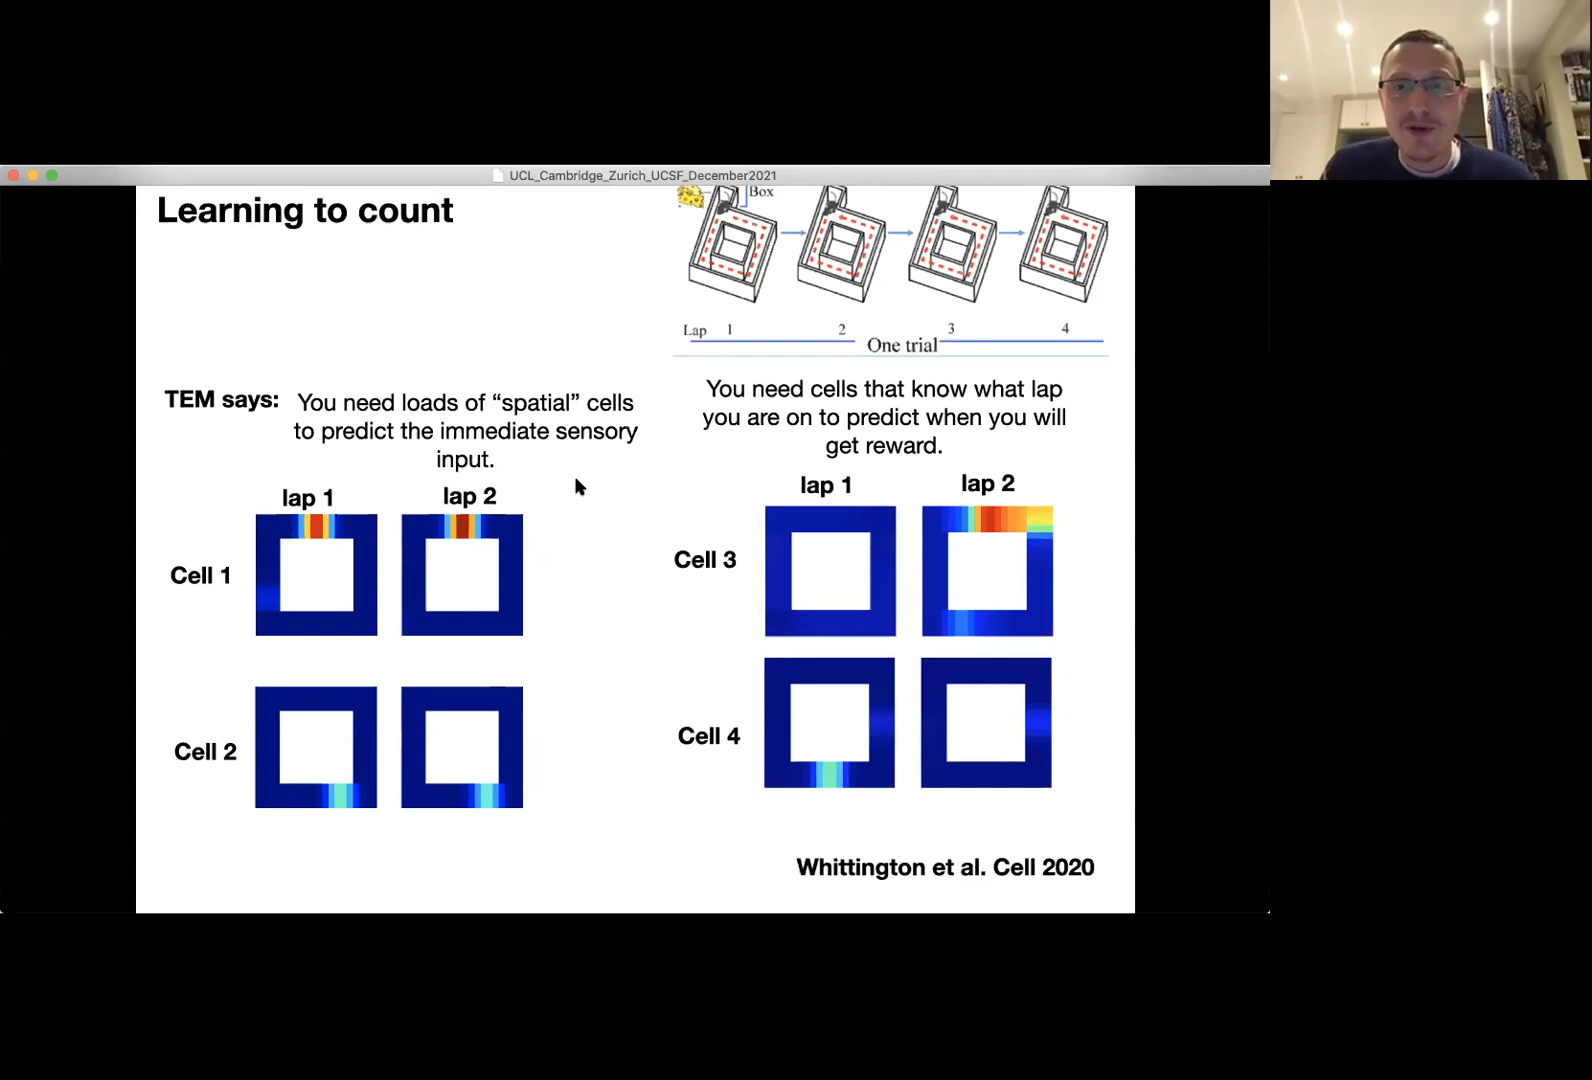 UCL_Cambridge_Zurich_UCSF_December2021
Learning to count
Box
Lap 1 2 3 4
One trial
TEM says:
You need loads of “spatial” cells
to predict the immediate sensory
input.
You need cells that know what lap
you are on to predict when you will
get reward.
lap 1 lap 2
Cell 1
Cell 2
lap 1 lap 2
Cell 3
Cell 4
Whittington et al. Cell 2020